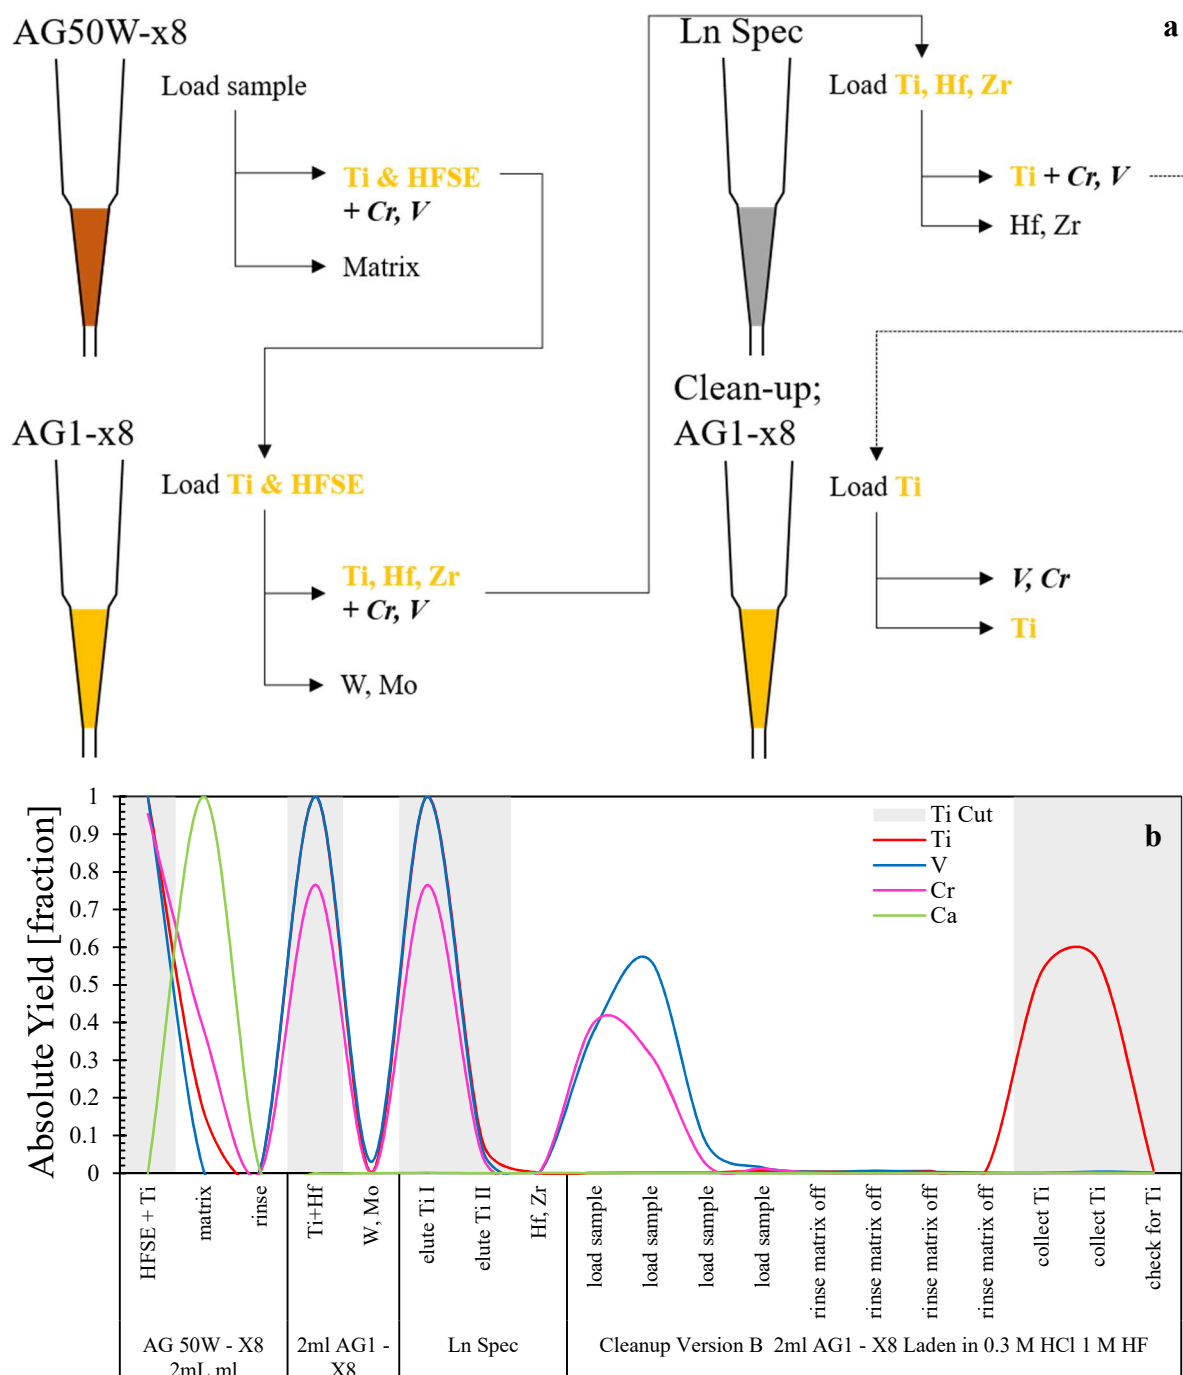 AG50W-x8
Load sample
Ti & HFSE
+ Cr, V
Matrix
AG1-x8
Load Ti & HFSE
Ti, Hf, Zr
+ Cr, V
W, Mo
Ln Spec
a
Load Ti, Hf, Zr
Ti + Cr, V
Hf, Zr
Clean-up;
AG1-x8
Load Ti
V, Cr
Ti
b
Absolute Yield [fraction]
1
0.9
0.8
0.7
0.6
0.5
0.4
0.3
0.2
0.1
0
Ti Cut
Ti
V
Cr
Ca
HFSE + Ti
matrix
rinse
Ti+Hf
W, Mo
elute Ti I
elute Ti II
Hf, Zr
load sample
load sample
load sample
load sample
rinse matrix off
rinse matrix off
rinse matrix off
rinse matrix off
collect Ti
collect Ti
check for Ti
AG 50W - X8
2mL ml
2ml AG1 -
X8
Ln Spec
Cleanup Version B 2ml AG1 - X8 Laden in 0.3 M HCl 1 M HF